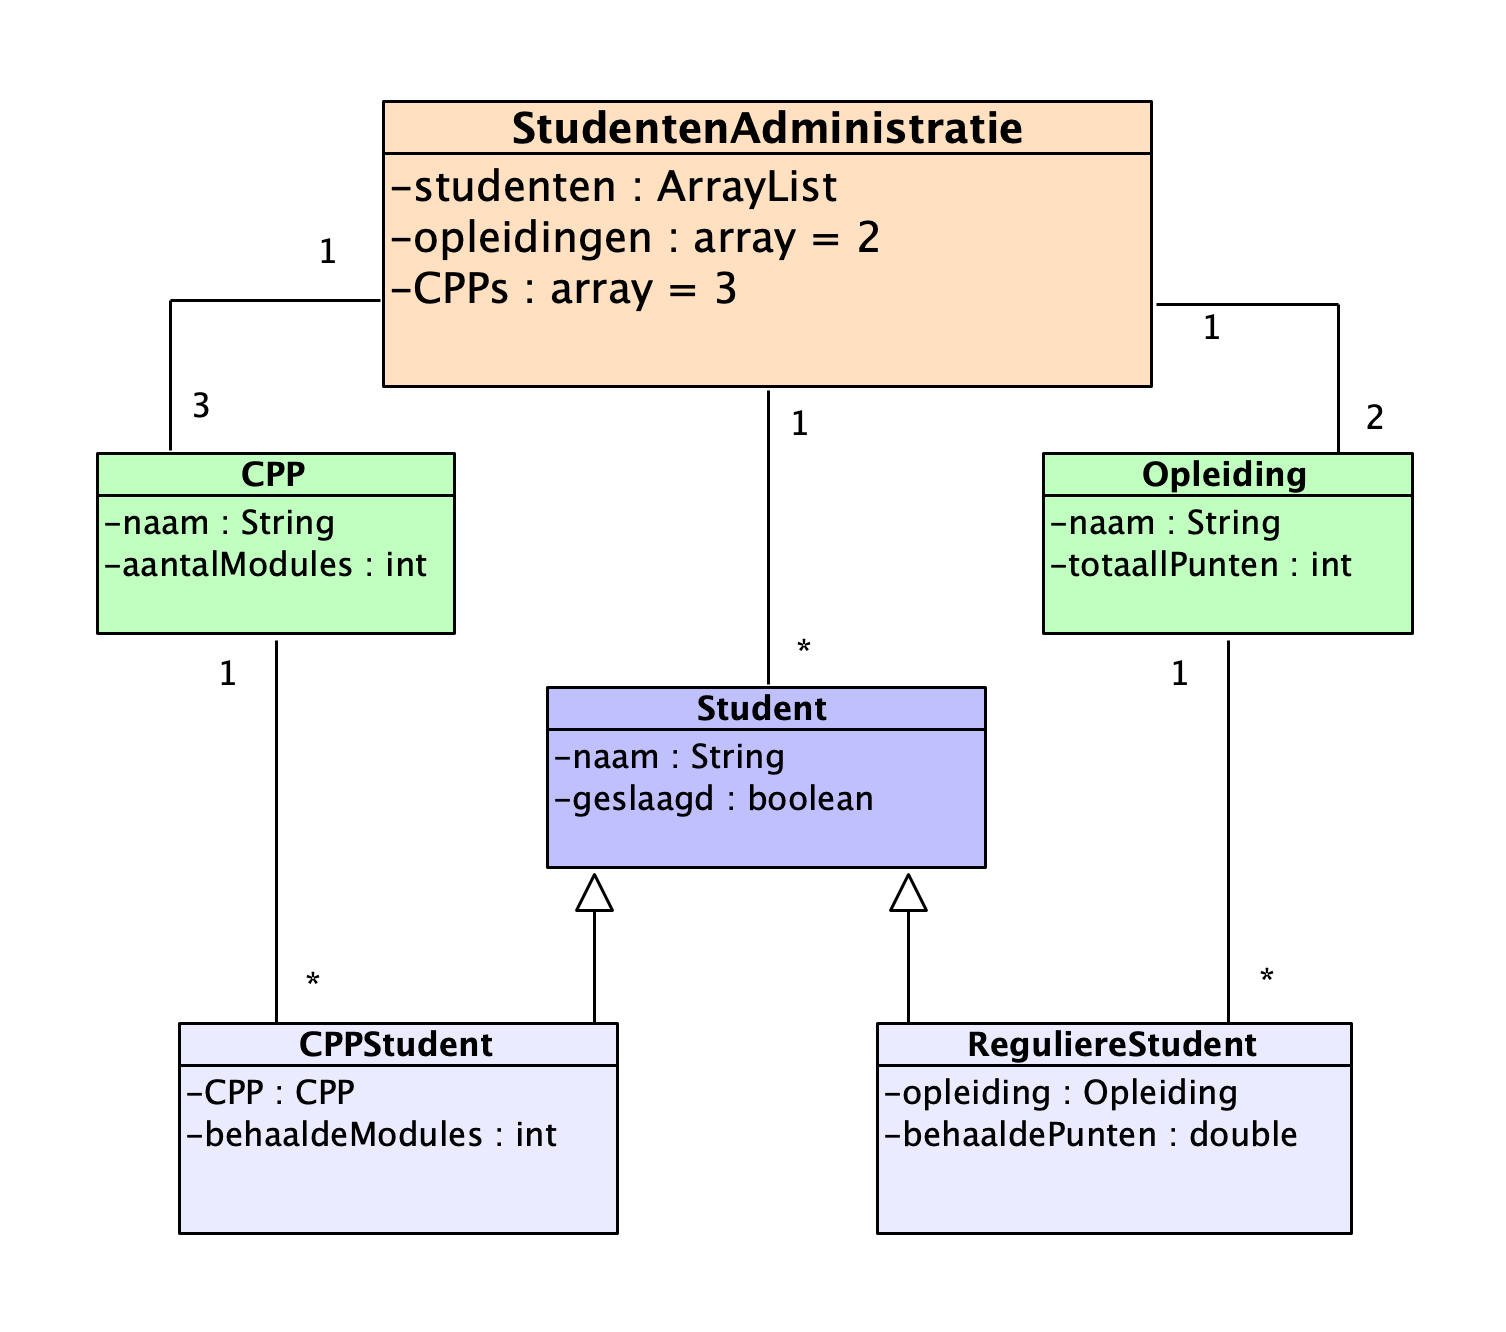 StudentenAdministratie
-studenten : ArrayList
-opleidingen : array = 2
-CPPs : array = 3
1
1
3
1
2
CPP
-naam : String
-aantalModules : int
Opleiding
-naam : String
-totaallPunten : int
1
*
1
Student
-naam : String
-geslaagd : boolean
*
*
CPPStudent
-CPP : CPP
-behaaldeModules : int
ReguliereStudent
-opleiding : Opleiding
-behaaldePunten : double